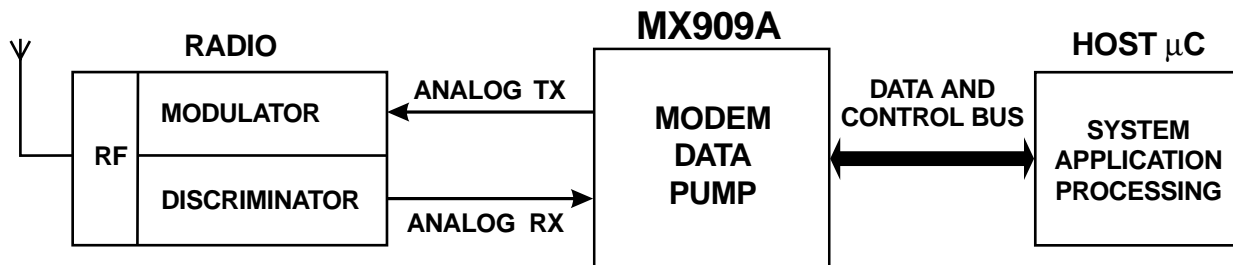 RADIO
RF
MODULATOR
DISCRIMINATOR
ANALOG TX
ANALOG RX
MX909A
MODEM
DATA
PUMP
DATA AND
CONTROL BUS
HOST μC
SYSTEM
APPLICATION
PROCESSING